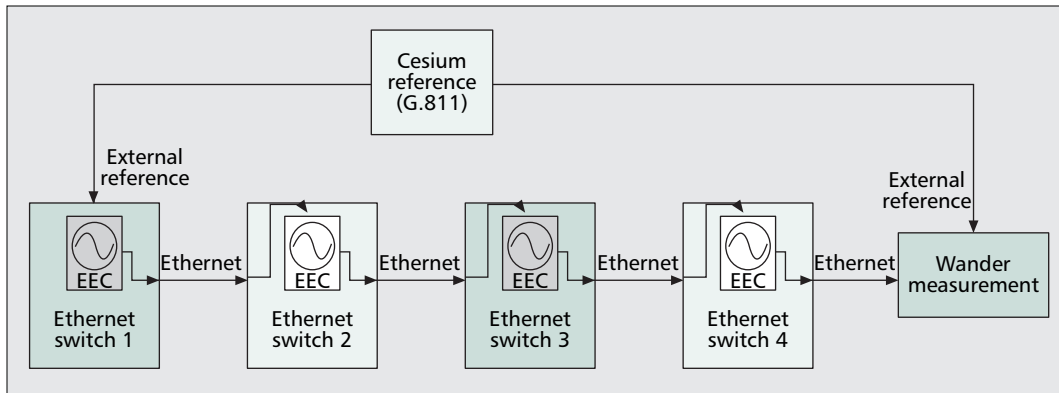 Cesium
reference
(G.811)
External
reference
External
reference
EEC
Ethernet
switch 1
Ethernet
EEC
Ethernet
switch 2
Ethernet
EEC
Ethernet
switch 3
Ethernet
EEC
Ethernet
switch 4
Ethernet
Wander
measurement